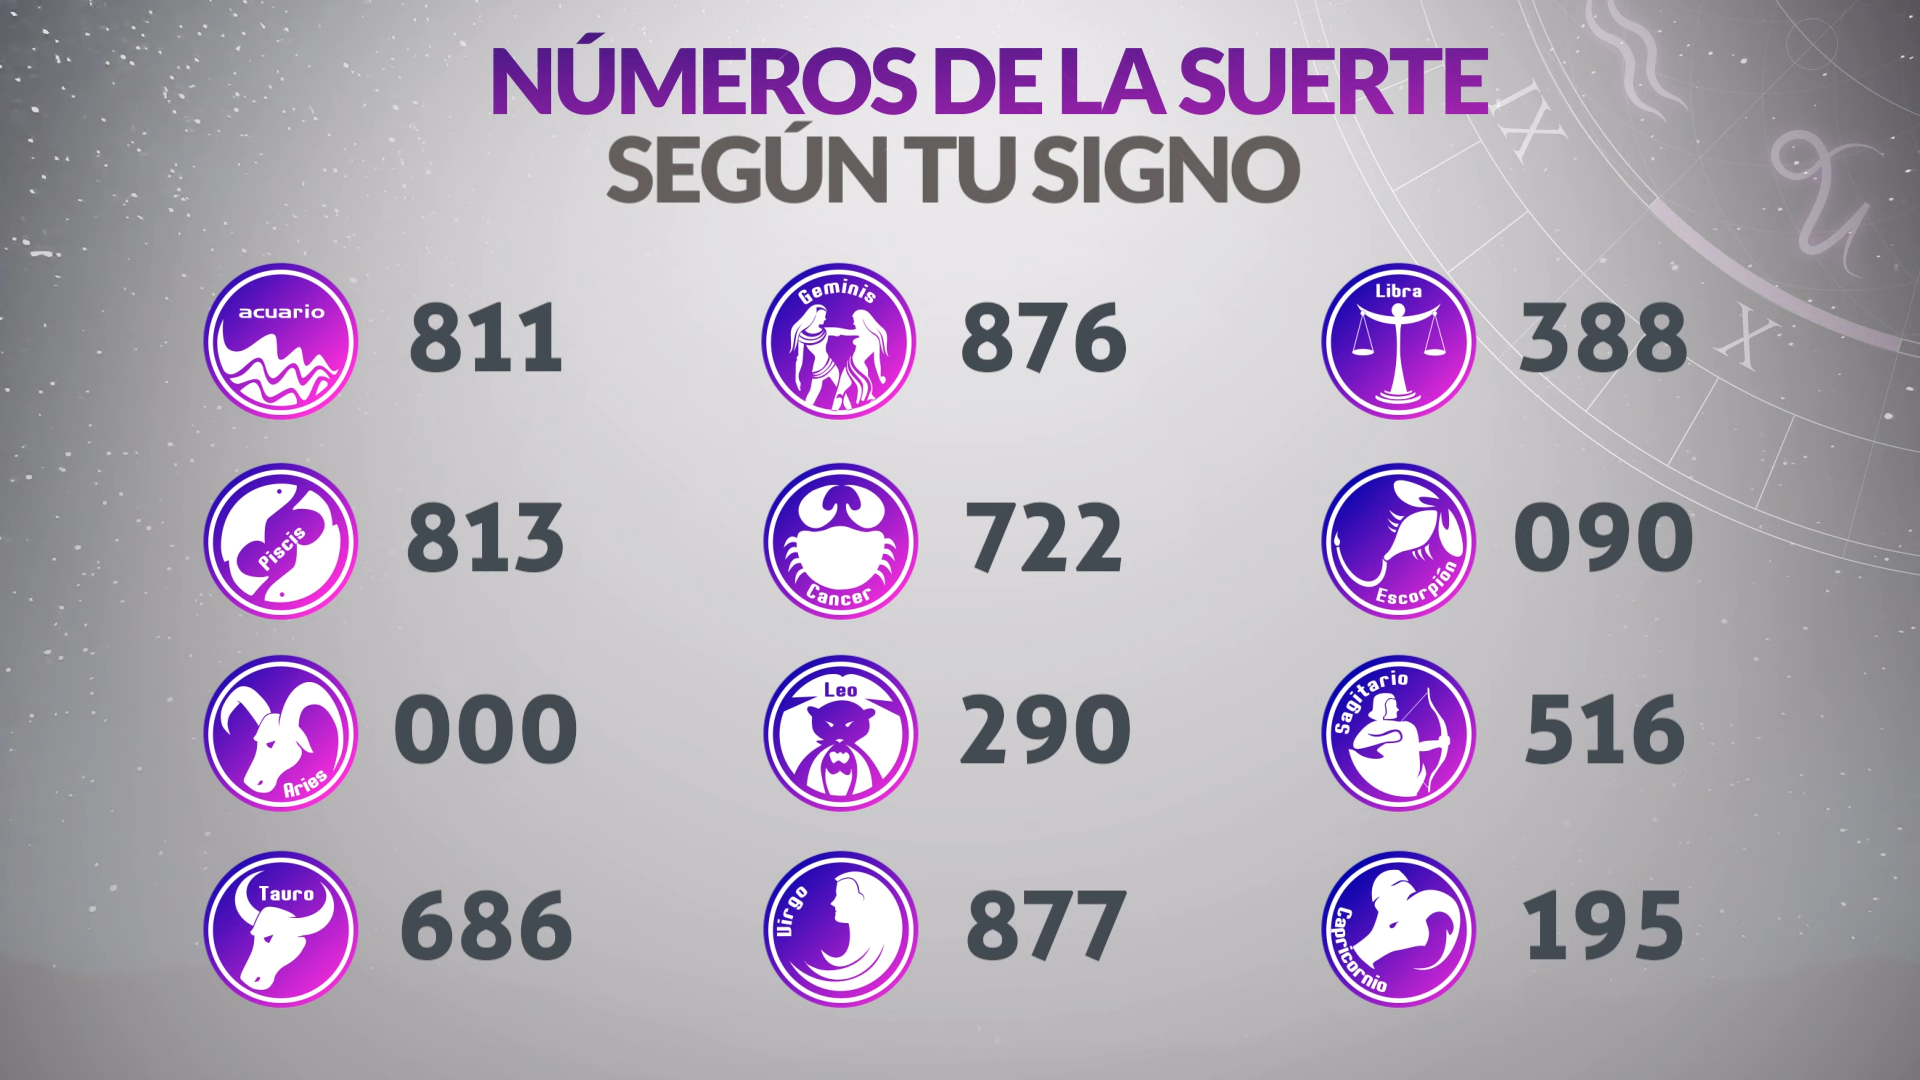 NÚMEROS DE LA SUERTE
SEGÚN TU SIGNO
IX
X
acuario 811
Geminis 876
Libra 388
Piscis 813
Cancer 722
Escorpión 090
Aries 000
Leo 290
Sagitario 516
Tauro 686
Virgo 877
Capricornio 195